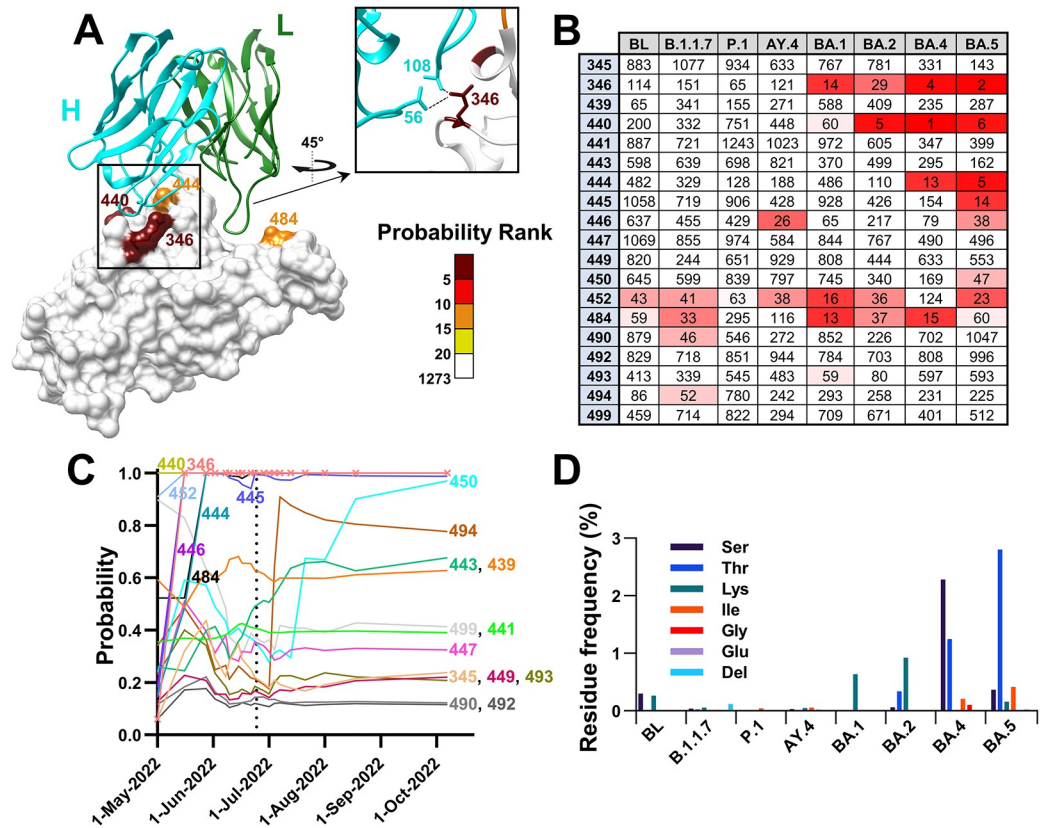 A
L
H
108
346
56
45°
440
444
484
346
Probability Rank
5
10
15
20
1273
B
BL B.1.1.7 P.1 AY.4 BA.1 BA.2 BA.4 BA.5
345 883 1077 934 633 767 781 331 143
346 114 151 65 121 14 29 4 2
439 65 341 155 271 588 409 235 287
440 200 332 751 448 60 5 1 6
441 887 721 1243 1023 972 605 347 399
443 598 639 698 821 370 499 295 162
444 482 329 128 188 486 110 13 5
445 1058 719 906 428 928 426 154 14
446 637 455 429 26 65 217 79 38
447 1069 855 974 584 844 767 490 496
449 820 244 651 929 808 444 633 553
450 645 599 839 797 745 340 169 47
452 43 41 63 38 16 36 124 23
484 59 33 295 116 13 37 15 60
490 879 46 546 272 852 226 702 1047
492 829 718 851 944 784 703 808 996
493 413 339 545 483 59 80 597 593
494 86 52 780 242 293 258 231 225
499 459 714 822 294 709 671 401 512
C
Probability
1.0
0.8
0.6
0.4
0.2
0.0
440 346
452
445
444
446
484
450
494
443, 439
499, 441
447
345, 449, 493
490, 492
1-May-2022
1-Jun-2022
1-Jul-2022
1-Aug-2022
1-Sep-2022
1-Oct-2022
D
Residue frequency (%)
3
2
1
0
Ser
Thr
Lys
Ile
Gly
Glu
Del
BL
B.1.1.7
P.1
AY.4
BA.1
BA.2
BA.4
BA.5